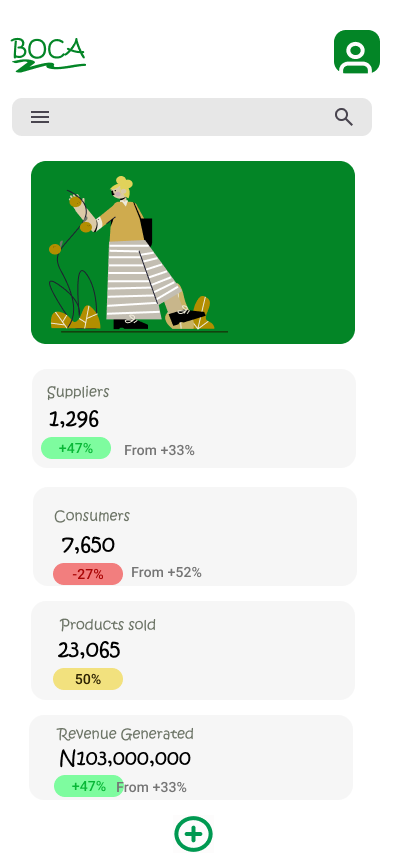 BOCA
Suppliers
1,296
+47% From +33%
Consumers
7,650
-27% From +52%
Products sold
23,065
50%
Revenue Generated
N103,000,000
+47% From +33%